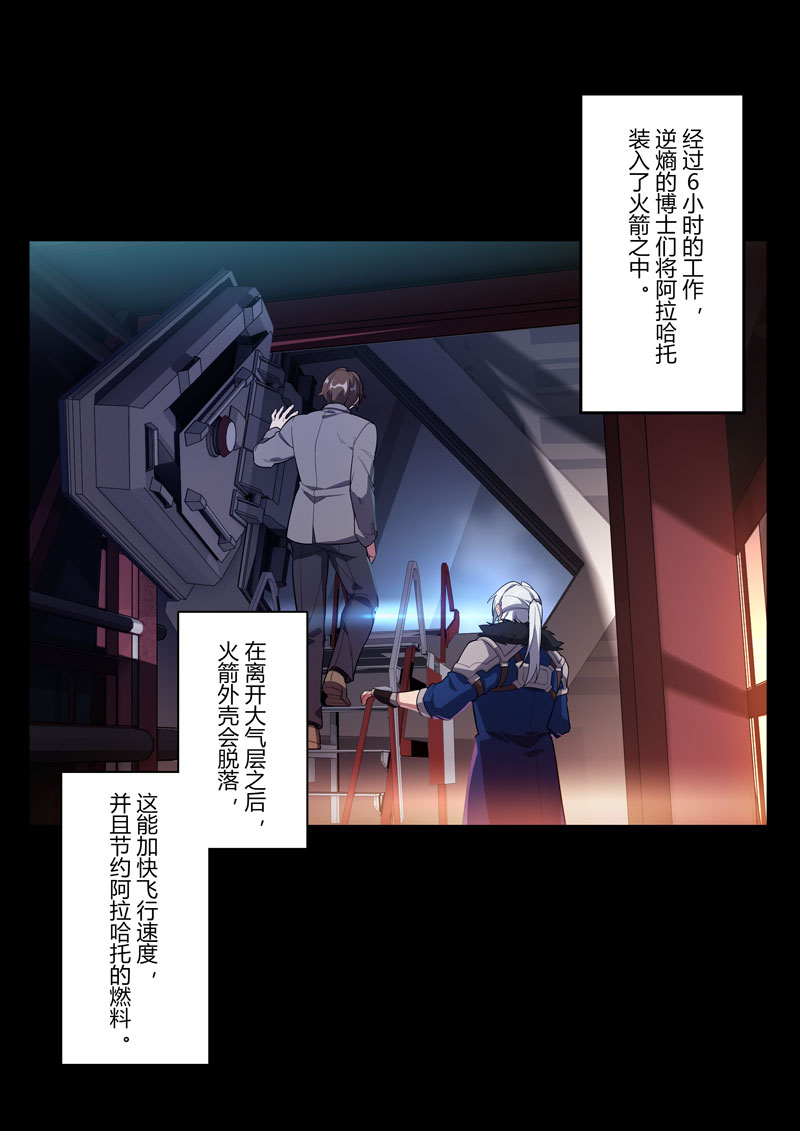 经过6小时的工作，
逆熵的博士们将阿拉哈托
装入了火箭之中。
在离开大气层之后，
火箭外壳会脱落，
这能加快飞行速度，
并且节约阿拉哈托的燃料。